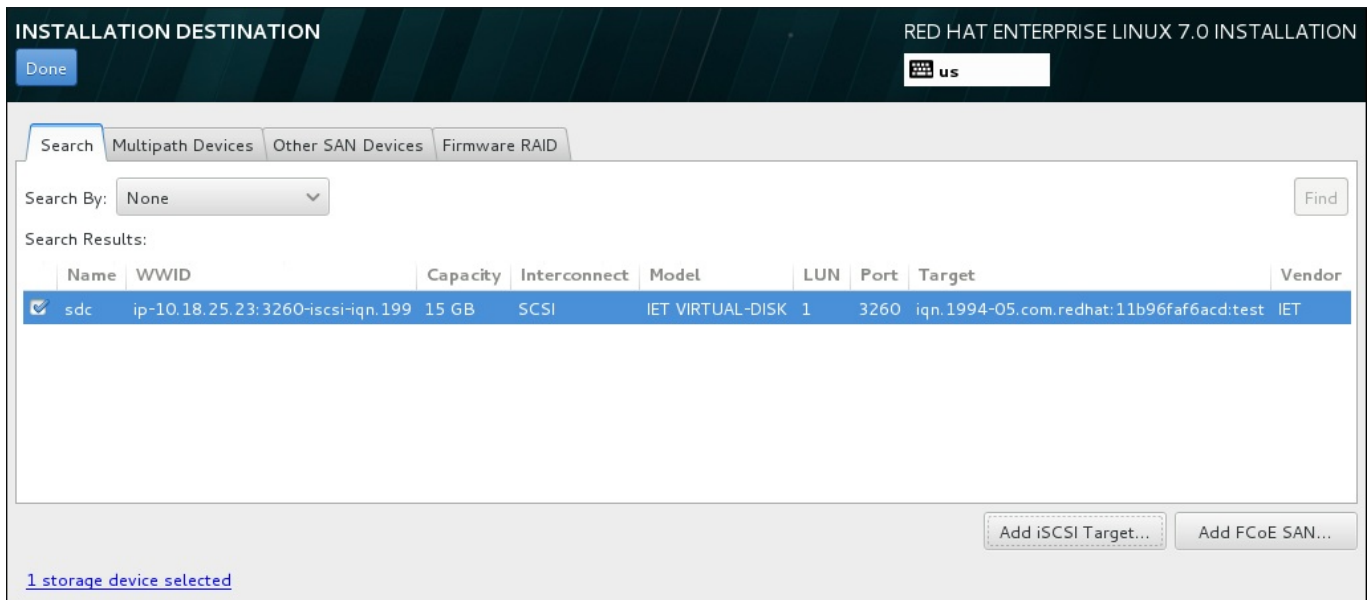 INSTALLATION DESTINATION
RED HAT ENTERPRISE LINUX 7.0 INSTALLATION
Done
us
Search Multipath Devices Other SAN Devices Firmware RAID
Search By: None Find
Search Results:
Name WWID Capacity Interconnect Model LUN Port Target Vendor
sdc ip-10.18.25.23:3260-iscsi-iqn.199 15 GB SCSI IET VIRTUAL-DISK 1 3260 iqn.1994-05.com.redhat:11b96faf6acd:test IET
Add iSCSI Target... Add FCoE SAN...
1 storage device selected